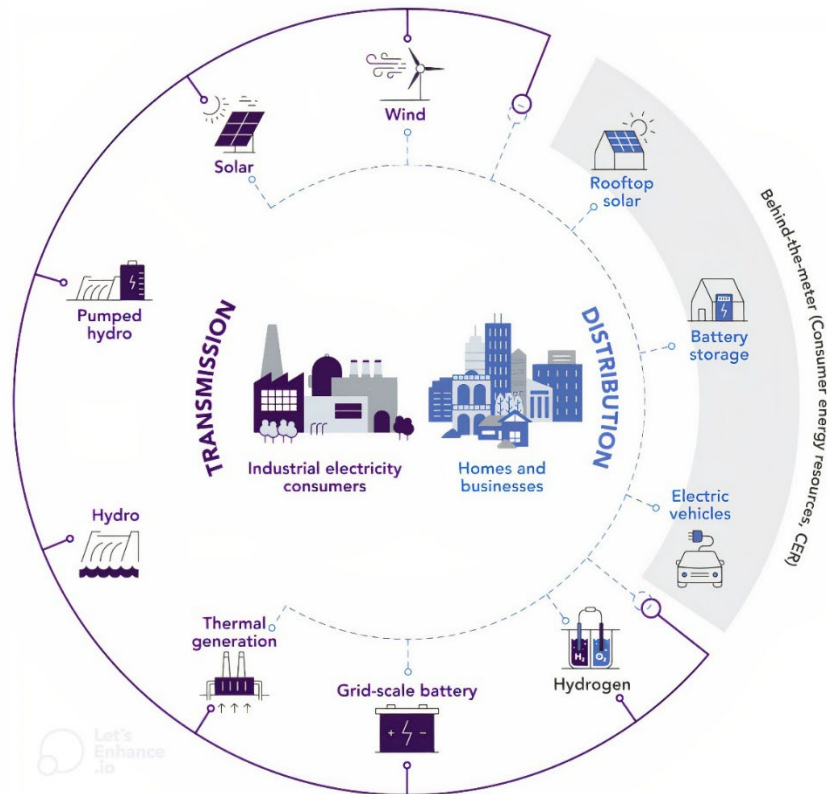 Wind
Solar
Rooftop
solar
Pumped
hydro
Battery
storage
TRANSMISSION
DISTRIBUTION
Industrial electricity
consumers
Homes and
businesses
Behind-the-meter (Consumer energy resources, CER)
Hydro
Electric
vehicles
Thermal
generation
Grid-scale battery
H₂
O₂
Hydrogen
Let's
Enhance
.io